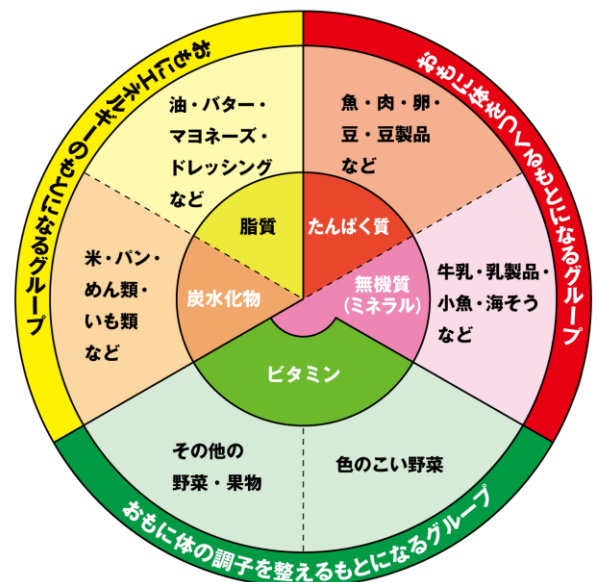 おもにエネルギーのもとになるグループ
おもに体をつくるもとになるグループ
油・バター・
マヨネーズ・
ドレッシング
など
魚・肉・卵・
豆・豆製品
など
脂質
たんぱく質
米・パン・
めん類・
いも類
など
炭水化物
無機質
(ミネラル)
牛乳・乳製品・
小魚・海そう
など
ビタミン
その他の
野菜・果物
色のこい野菜
おもに体の調子を整えるもとになるグループ